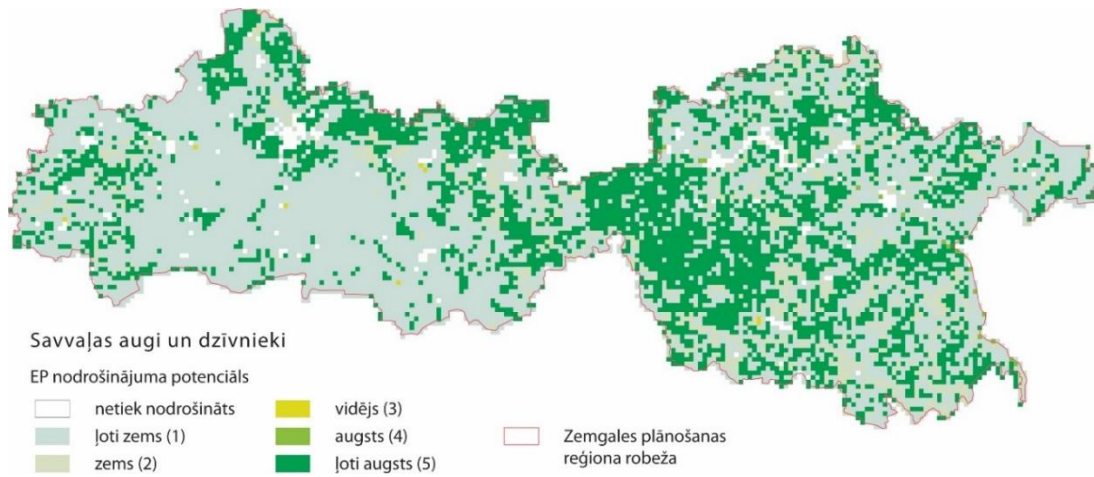 Savvaļas augi un dzīvnieki
EP nodrošinājuma potenciāls
netiek nodrošināts
ļoti zems (1)
zems (2)
vidējs (3)
augsts (4)
ļoti augsts (5)
Zemgales plānošanas
reģiona robeža